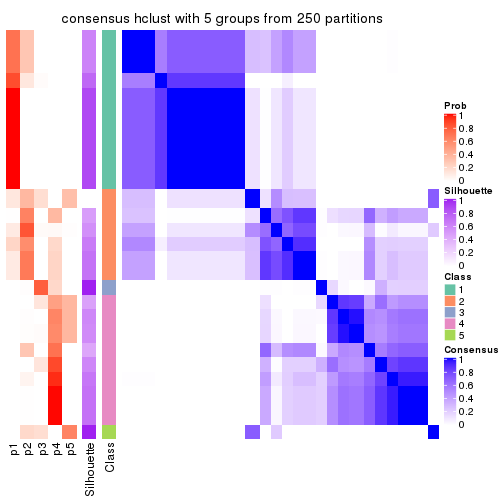 consensus hclust with 5 groups from 250 partitions
Prob
1
0.8
0.6
0.4
0.2
0
Silhouette
1
0.8
0.6
0.4
0.2
0
Class
1
2
3
4
5
Consensus
1
0.8
0.6
0.4
0.2
0
p1
p2
p3
p4
p5
Silhouette
Class